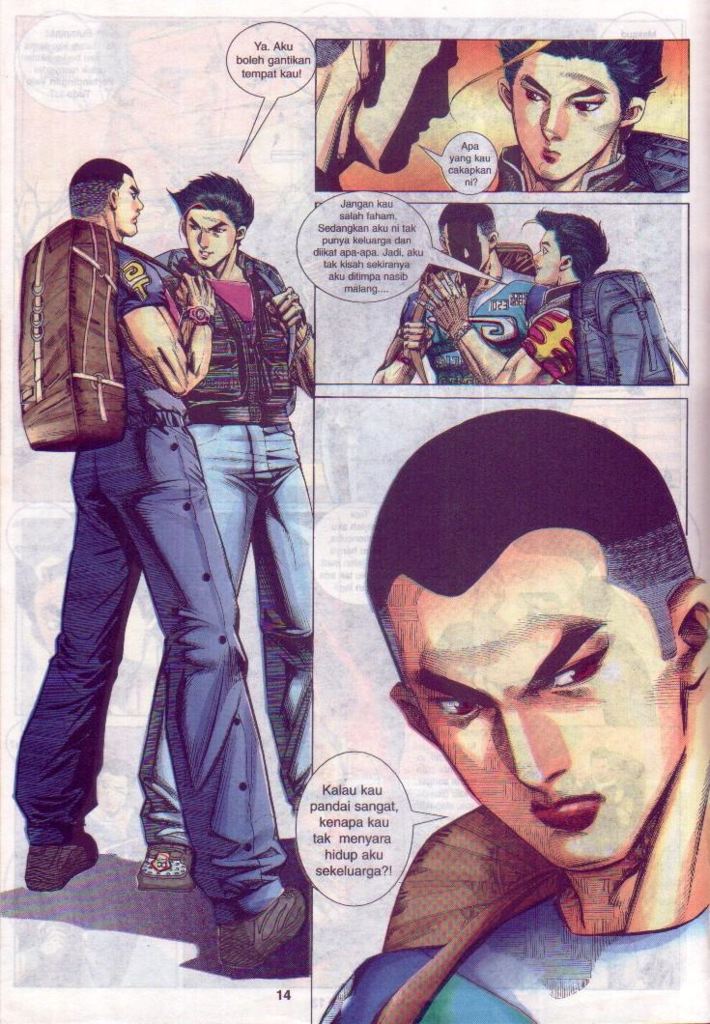 Ya. Aku
boleh gantikan
tempat kau!
Apa
yang kau
cakapkan
ni?
Jangan kau
salah faham.
Sedangkan aku ni tak
punya keluarga dan
diikat apa-apa. Jadi, aku
tak kisah sekiranya
aku ditimpa nasib
malang....
Kalau kau
pandai sangat,
kenapa kau
tak menyara
hidup aku
sekeluarga?!
14